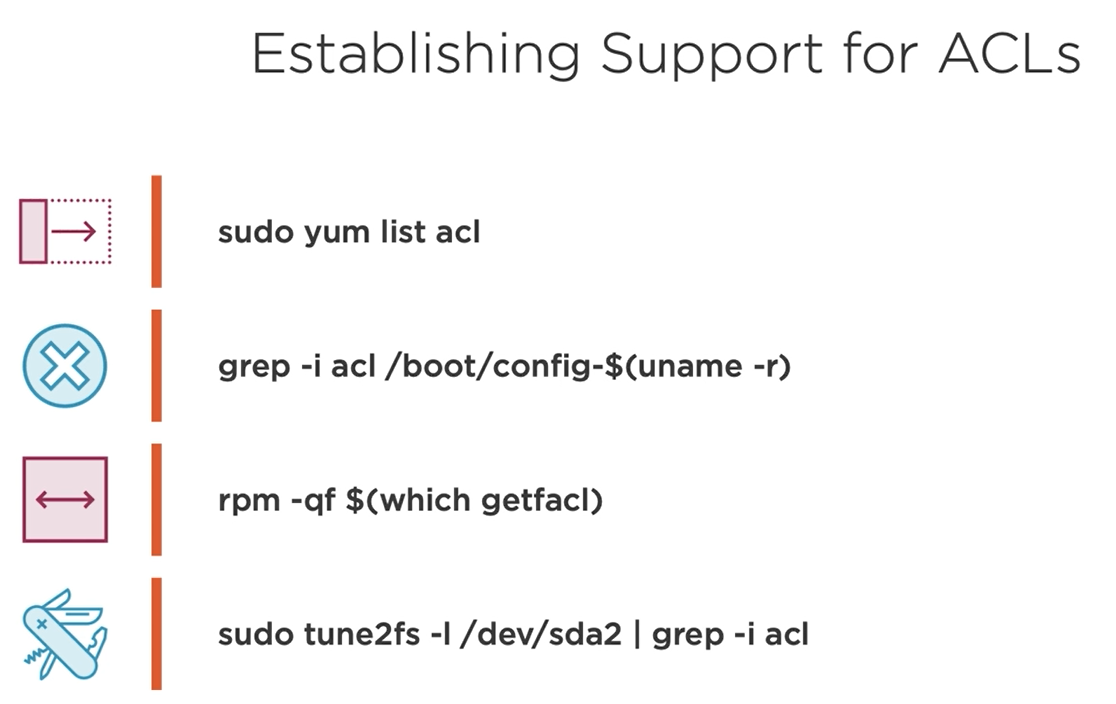 Establishing Support for ACLs
sudo yum list acl
grep -i acl /boot/config-$(uname -r)
rpm -qf $(which getfacl)
sudo tune2fs -l /dev/sda2 | grep -i acl